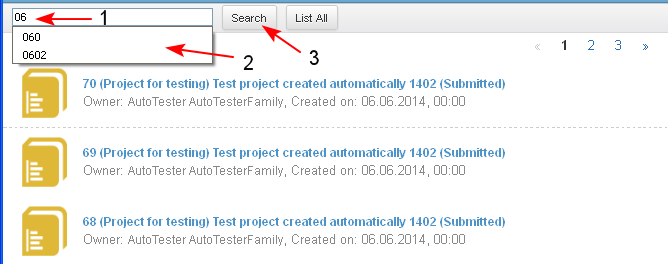 06
1
Search
List All
060
0602
2
3
« 1 2 3 »
70 (Project for testing) Test project created automatically 1402 (Submitted)
Owner: AutoTester AutoTesterFamily, Created on: 06.06.2014, 00:00
69 (Project for testing) Test project created automatically 1402 (Submitted)
Owner: AutoTester AutoTesterFamily, Created on: 06.06.2014, 00:00
68 (Project for testing) Test project created automatically 1402 (Submitted)
Owner: AutoTester AutoTesterFamily, Created on: 06.06.2014, 00:00